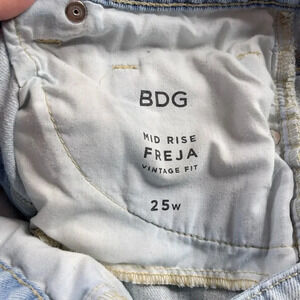 BDG
MID RISE
FREJA
VINTAGE FIT
25W